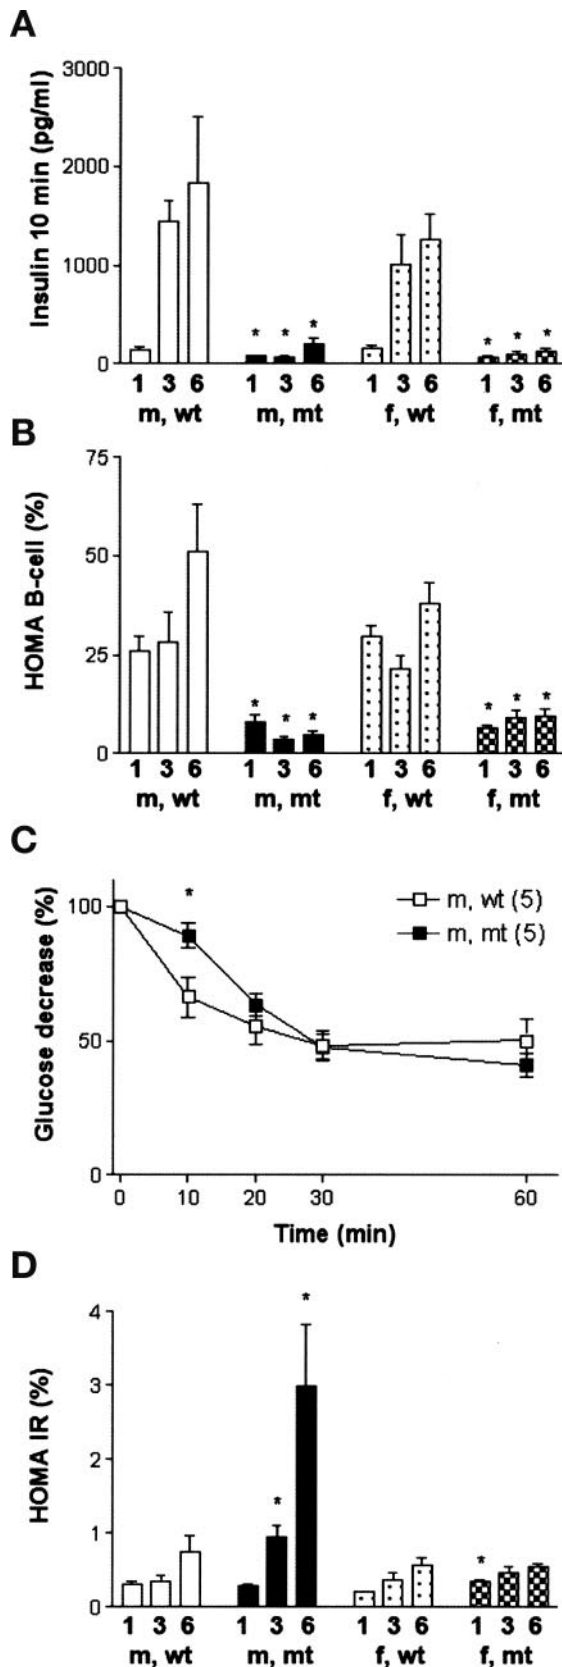 A
Insulin 10 min (pg/ml)
3000
2000
1000
0
* * * * * *
1 3 6 1 3 6 1 3 6 1 3 6
m, wt m, mt f, wt f, mt
B
HOMA B-cell (%)
75
50
25
0
* * * * * *
1 3 6 1 3 6 1 3 6 1 3 6
m, wt m, mt f, wt f, mt
C
Glucose decrease (%)
100
50
0
*
m, wt (5)
m, mt (5)
0 10 20 30 60
Time (min)
D
HOMA IR (%)
4
3
2
1
0
* * *
1 3 6 1 3 6 1 3 6 1 3 6
m, wt m, mt f, wt f, mt